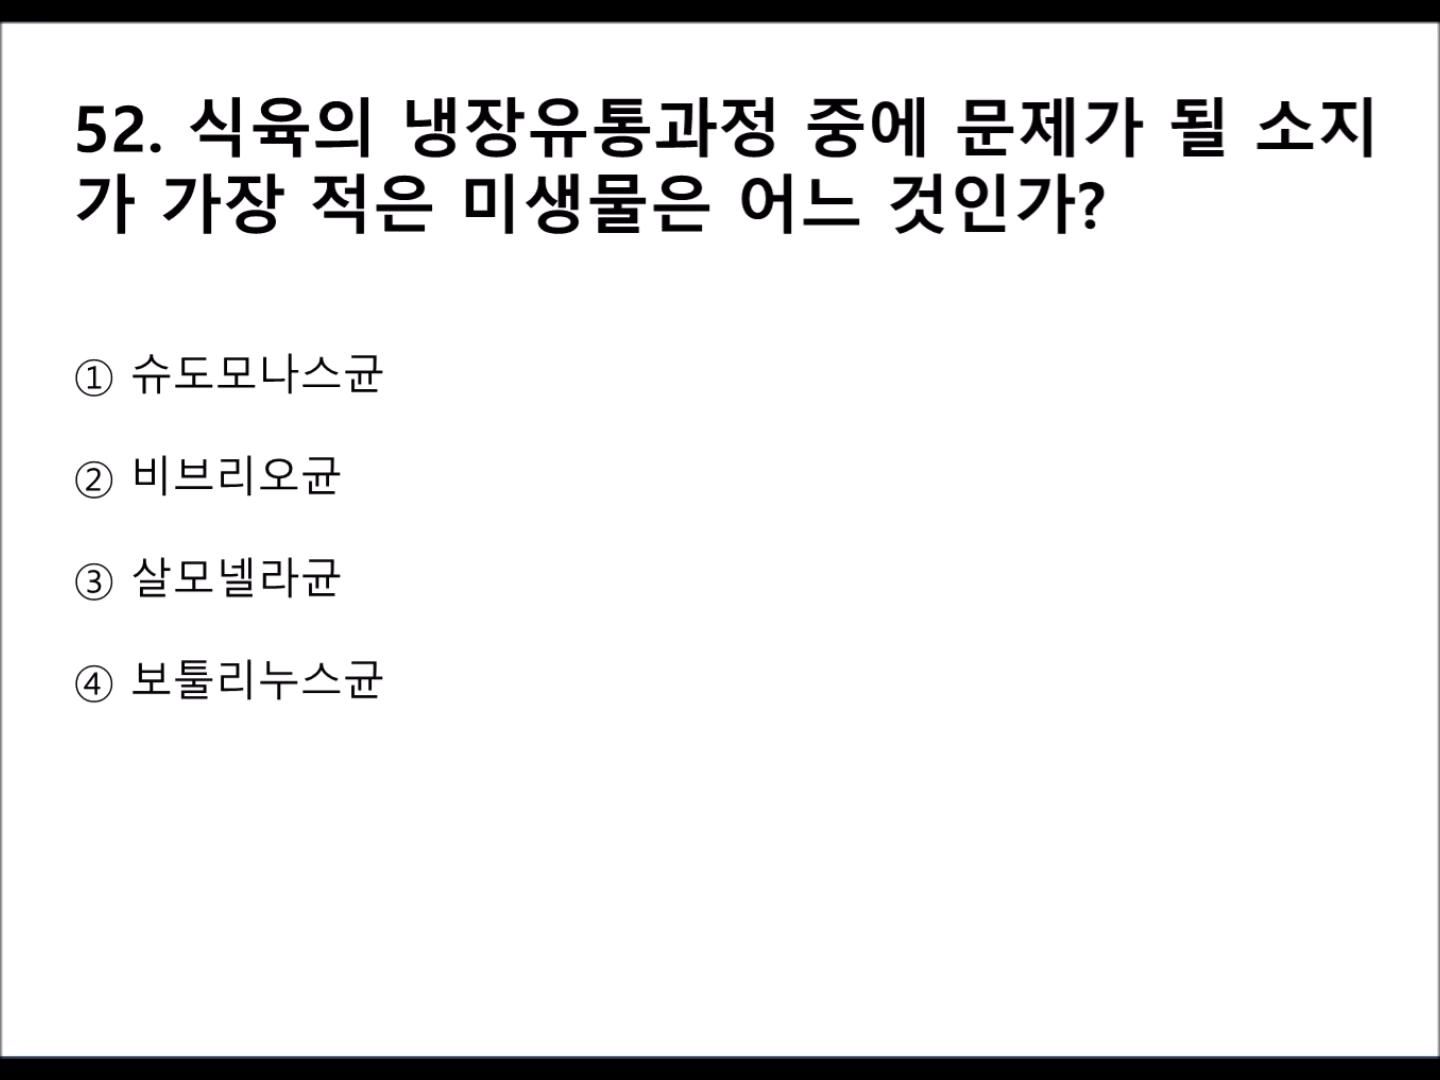 52. 식육의 냉장유통과정 중에 문제가 될 소지
가 가장 적은 미생물은 어느 것인가?
① 슈도모나스균
② 비브리오균
③ 살모넬라균
④ 보툴리누스균